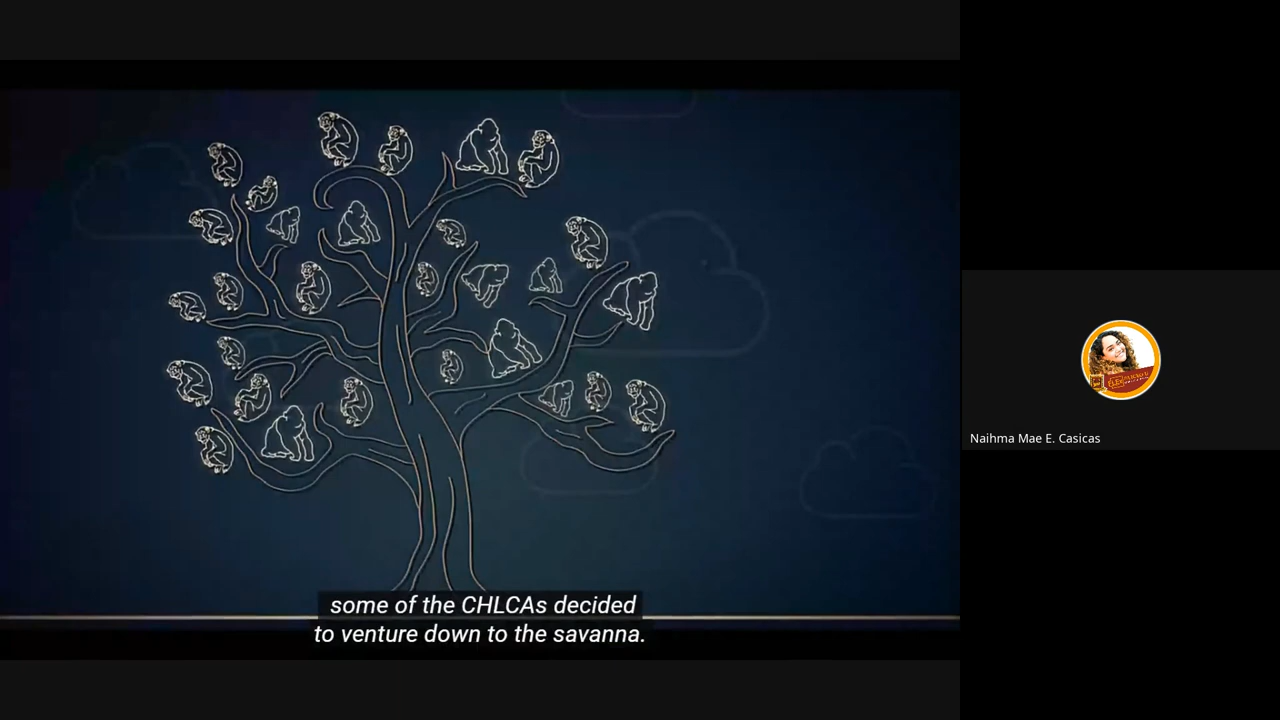 some of the CHLCAs decided
to venture down to the savanna.
Naihma Mae E. Casicas